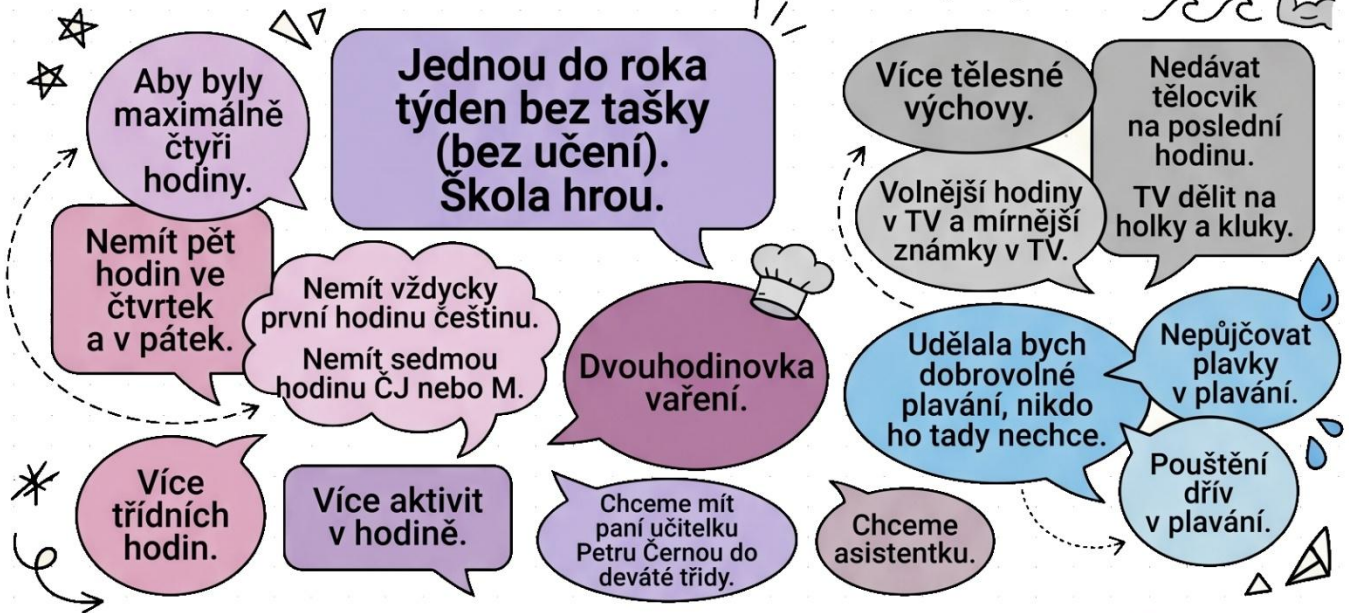 Aby byly
maximálně
čtyři
hodiny.
Jednou do roka
týden bez tašky
(bez učení).
Škola hrou.
Více tělesné
výchovy.
Nedávat
tělocvik
na poslední
hodinu.
TV dělit na
holky a kluky.
Volnější hodiny
v TV a mírnější
známky v TV.
Nemít pět
hodin ve
čtvrtek
a v pátek.
Nemít vždycky
první hodinu češtinu.
Nemít sedmou
hodinu ČJ nebo M.
Dvouhodinovka
vaření.
Udělala bych
dobrovolné
plavání, nikdo
ho tady nechce.
Nepůjčovat
plavky
v plavání.
Pouštění
dřív
v plavání.
Více
třídních
hodin.
Více aktivit
v hodině.
Chceme mít
paní učitelku
Petru Černou do
deváté třidy.
Chceme
asistentku.